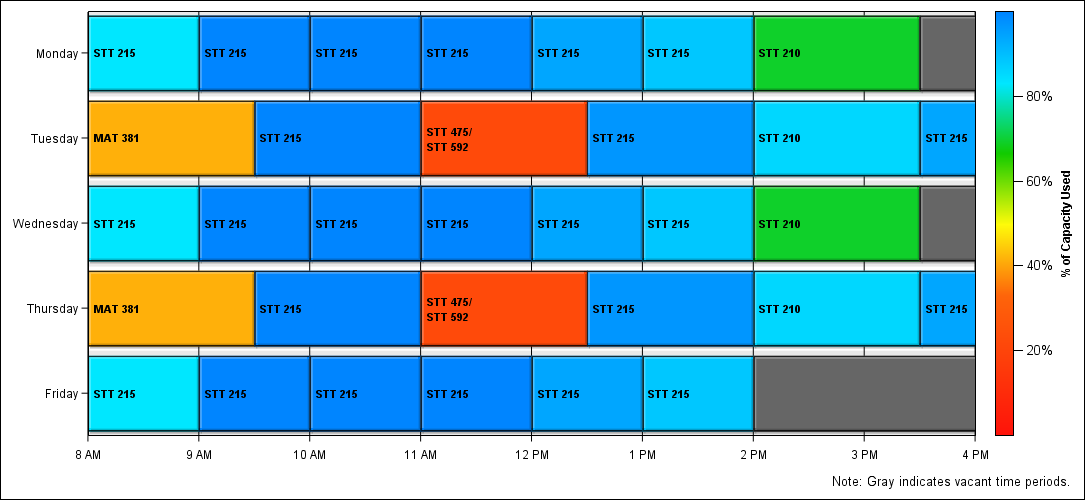 Monday
STT 215
STT 215
STT 215
STT 215
STT 215
STT 215
STT 210
Tuesday
MAT 381
STT 215
STT 475/
STT 592
STT 215
STT 210
STT 215
Wednesday
STT 215
STT 215
STT 215
STT 215
STT 215
STT 215
STT 210
Thursday
MAT 381
STT 215
STT 475/
STT 592
STT 215
STT 210
STT 215
Friday
STT 215
STT 215
STT 215
STT 215
STT 215
STT 215
8 AM
9 AM
10 AM
11 AM
12 PM
1 PM
2 PM
3 PM
4 PM
80%
60%
40%
20%
% of Capacity Used
Note: Gray indicates vacant time periods.